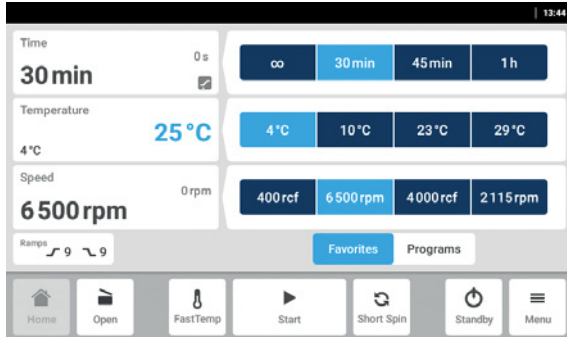 13:44
Time
0 s
30 min
∞ 30 min 45 min 1 h
Temperature
25 °C
4 °C
4 °C 10 °C 23 °C 29 °C
Speed
0 rpm
6 500 rpm
400 rcf 6 500 rpm 4 000 rcf 2 115 rpm
Ramps 9 9
Favorites Programs
Home Open FastTemp Start Short Spin Standby Menu